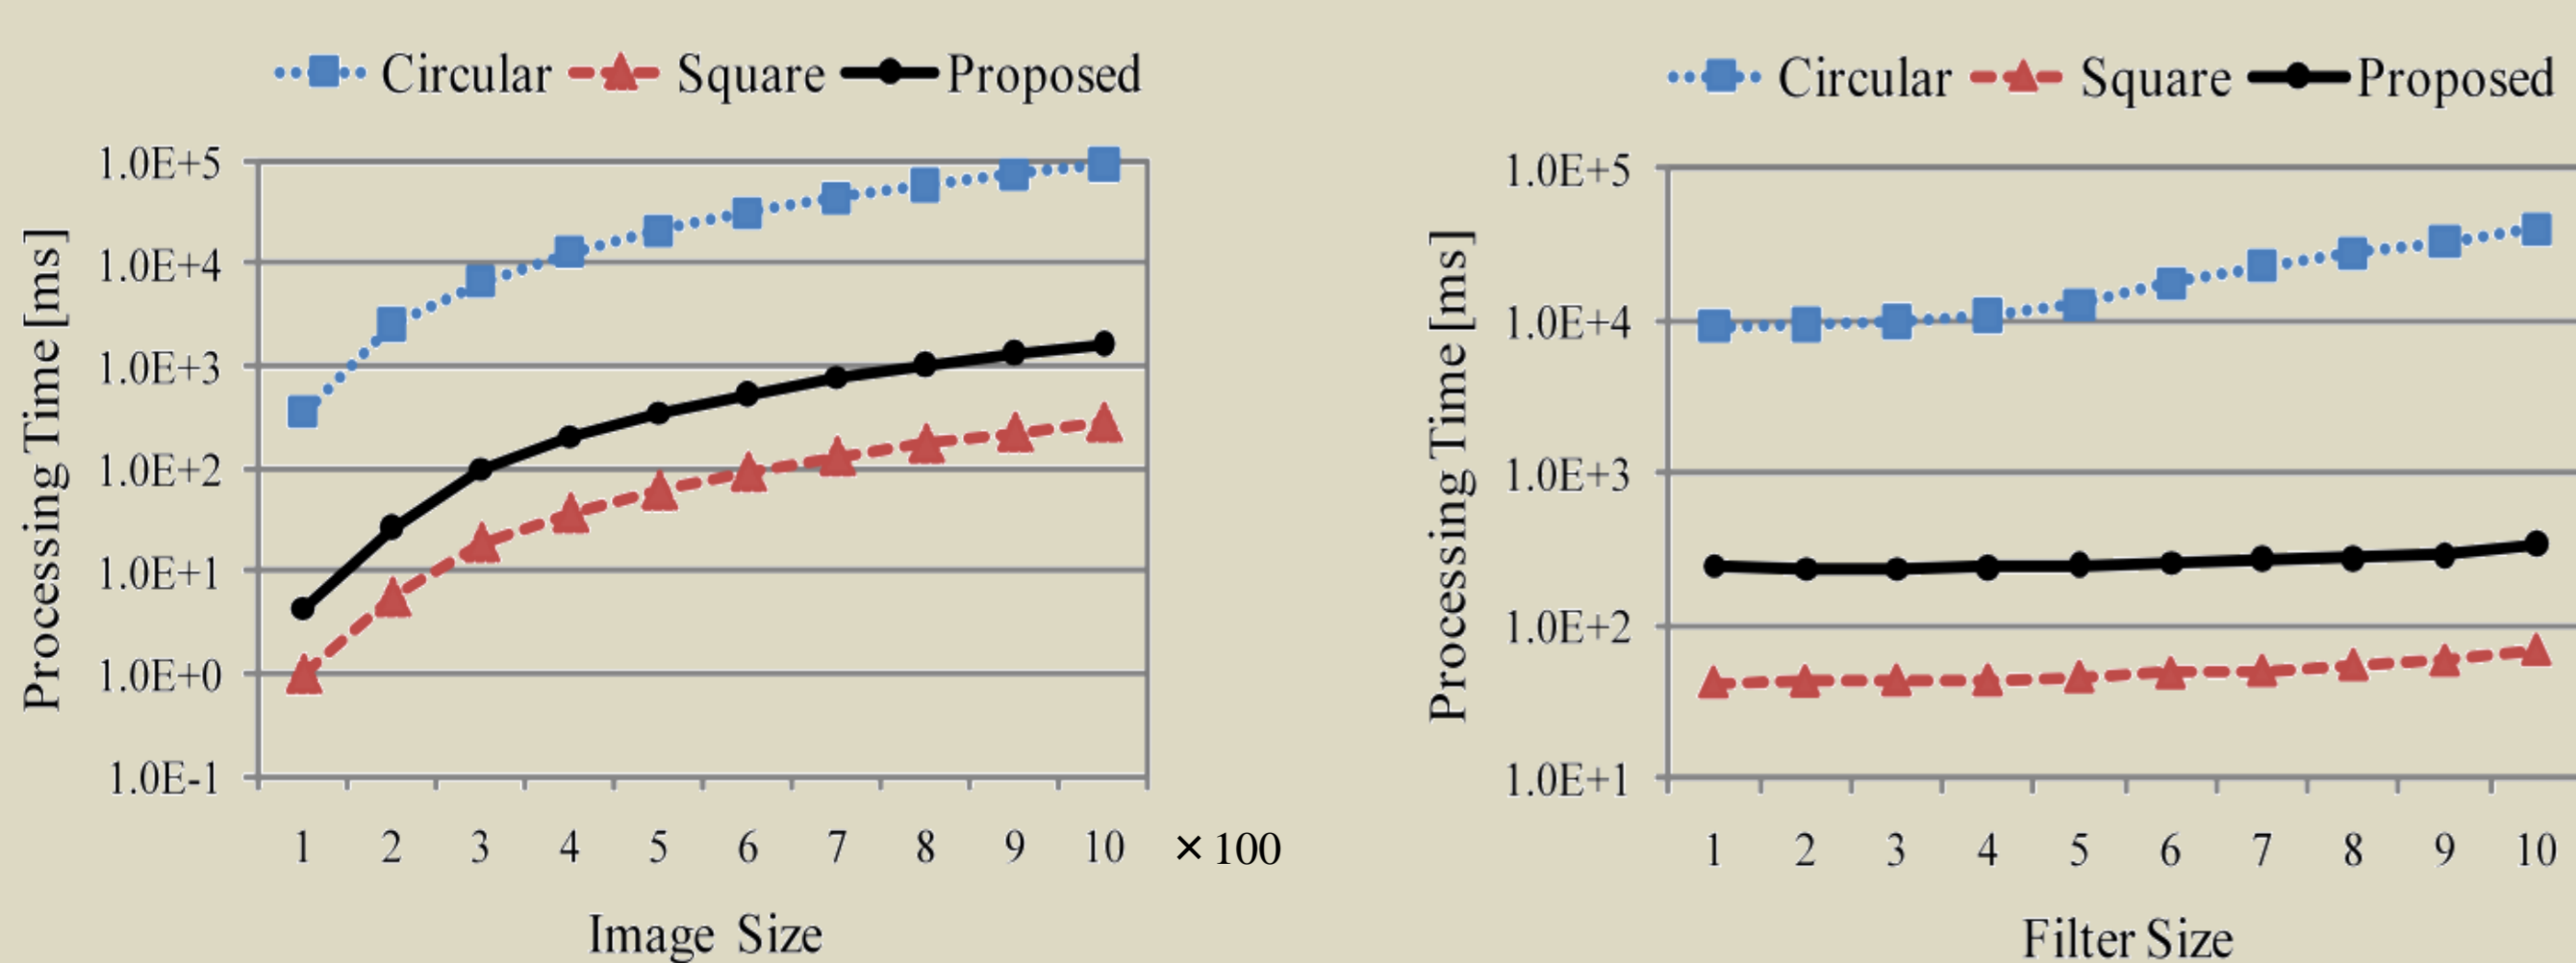 Circular Square Proposed
Processing Time [ms]
1.0E+5
1.0E+4
1.0E+3
1.0E+2
1.0E+1
1.0E+0
1.0E-1
1 2 3 4 5 6 7 8 9 10 × 100
Image Size
Circular Square Proposed
Processing Time [ms]
1.0E+5
1.0E+4
1.0E+3
1.0E+2
1.0E+1
1 2 3 4 5 6 7 8 9 10
Filter Size